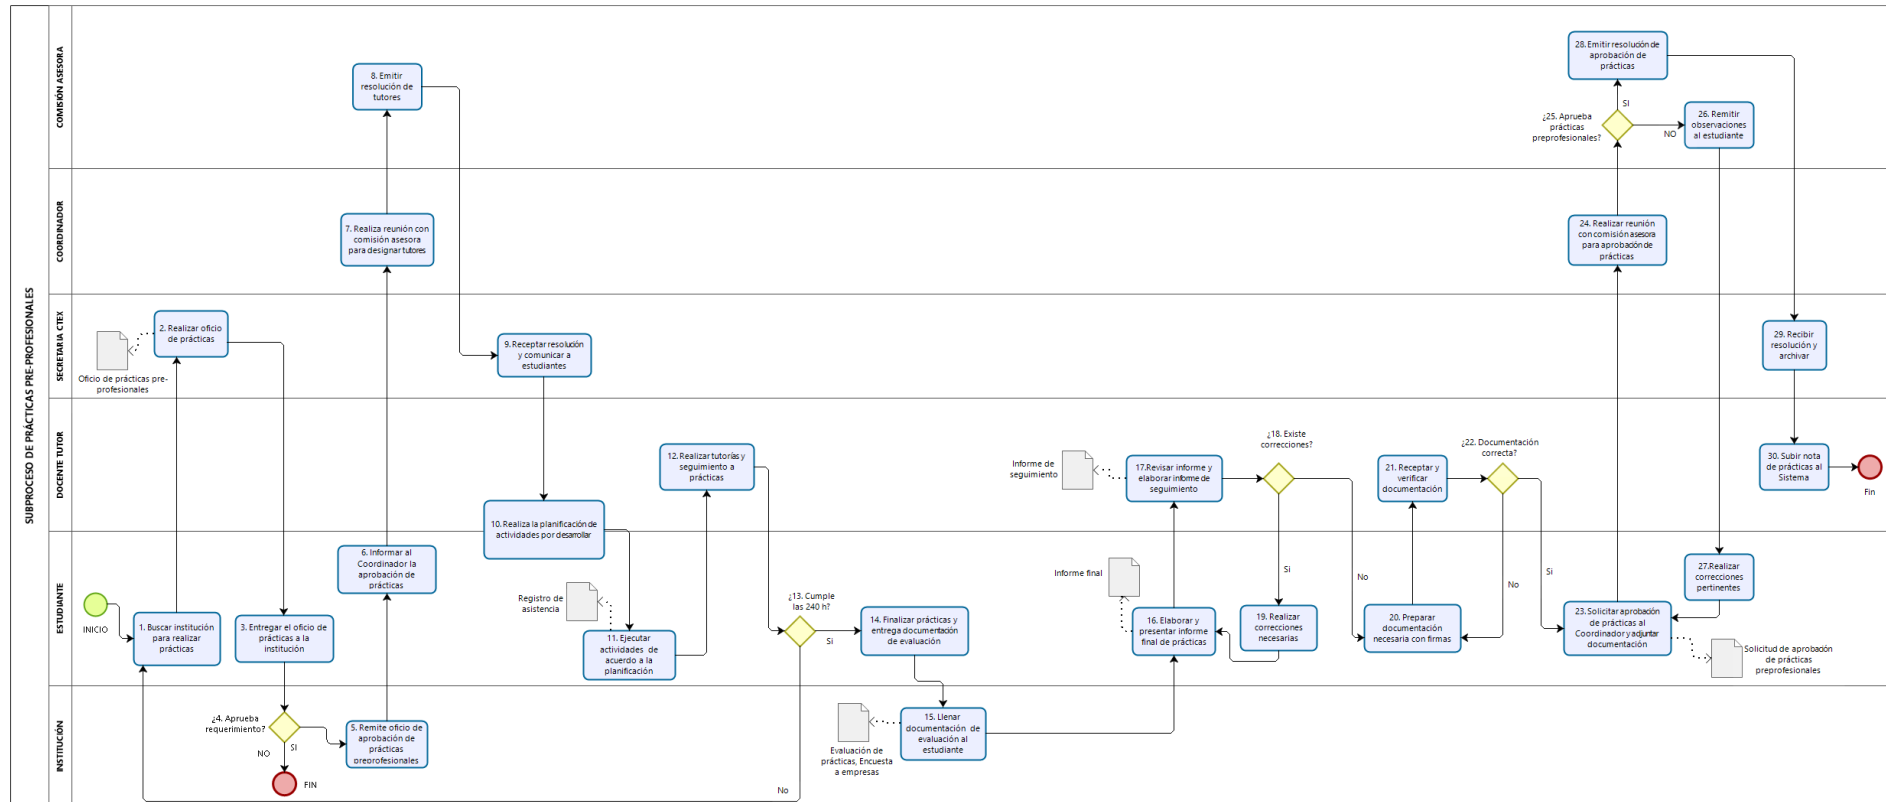 SUBPROCESO DE PRÁCTICAS PRE-PROFESIONALES
COMISIÓN ASESORA
8. Emitir
resolución de
tutores
28. Emitir resolución de
aprobación de
prácticas
SI
¿25. Aprueba
prácticas
preprofesionales?
NO
26. Remitir
observaciones
al estudiante
COORDINADOR
7. Realiza reunión con
comisión asesora
para designar tutores
24. Realizar reunión
con comisión asesora
para aprobación de
prácticas
SECRETARIA CTEX
2. Realizar oficio
de prácticas
Oficio de prácticas pre-
profesionales
9. Receptar resolución
y comunicar a
estudiantes
29. Recibir
resolución y
archivar
DOCENTE TUTOR
10. Realiza la planificación de
actividades por desarrollar
12. Realizar tutorías y
seguimiento a
prácticas
Informe de
seguimiento
17.Revisar informe y
elaborar informe de
seguimiento
¿18. Existe
correcciones?
21. Receptar y
verificar
documentación
¿22. Documentación
correcta?
30. Subir nota
de prácticas al
Sistema
Fin
ESTUDIANTE
INICIO
1. Buscar institución
para realizar
prácticas
3. Entregar el oficio de
prácticas a la
institución
6. Informar al
Coordinador la
aprobación de
prácticas
Registro de
asistencia
11. Ejecutar
actividades de
acuerdo a la
planificación
¿13. Cumple
las 240 h?
Si
14. Finalizar prácticas y
entrega documentación
de evaluación
Informe final
16. Elaborar y
presentar informe
final de prácticas
Si
19. Realizar
correcciones
necesarias
No
20. Preparar
documentación
necesaria con firmas
No
Si
23. Solicitar aprobación
de prácticas al
Coordinador y adjuntar
documentación
27.Realizar
correcciones
pertinentes
Solicitud de aprobación
de prácticas
preprofesionales
INSTITUCIÓN
¿4. Aprueba
requerimiento?
NO
SI
FIN
5. Remite oficio de
aprobación de
prácticas
preprofesionales
No
Evaluación de
prácticas, Encuesta
a empresas
15. Llenar
documentación de
evaluación al
estudiante